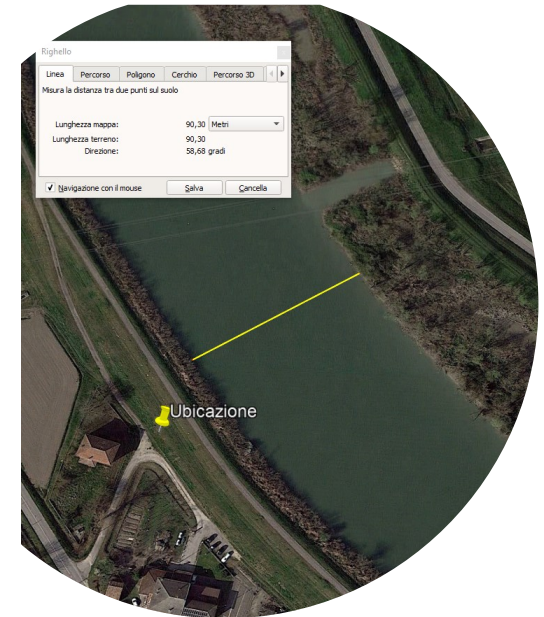 Righello
Linea Percorso Poligono Cerchio Percorso 3D
Misura la distanza tra due punti sul suolo
Lunghezza mappa: 90,30 Metri
Lunghezza terreno: 90,30
Direzione: 58,68 gradi
Navigazione con il mouse Salva Cancella
Ubicazione